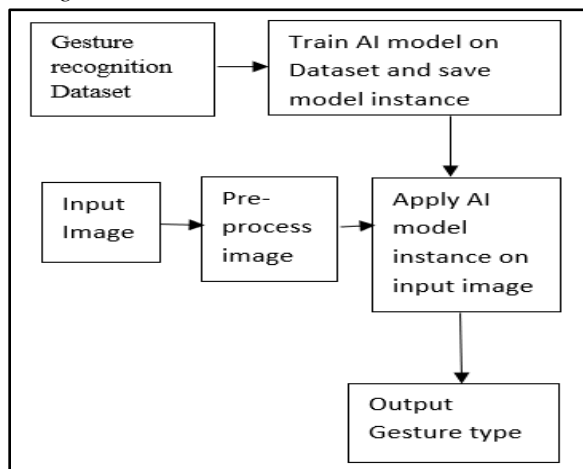 Gesture
recognition
Dataset
Train AI model on
Dataset and save
model instance
Input
Image
Pre-
process
image
Apply AI
model
instance on
input image
Output
Gesture type